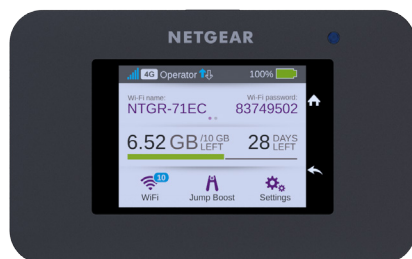 NETGEAR
4G Operator 100%
Wi-Fi name: Wi-Fi password:
NTGR-71EC 83749502
6.52 GB /10 GB LEFT 28 DAYS LEFT
10
WiFi Jump Boost Settings